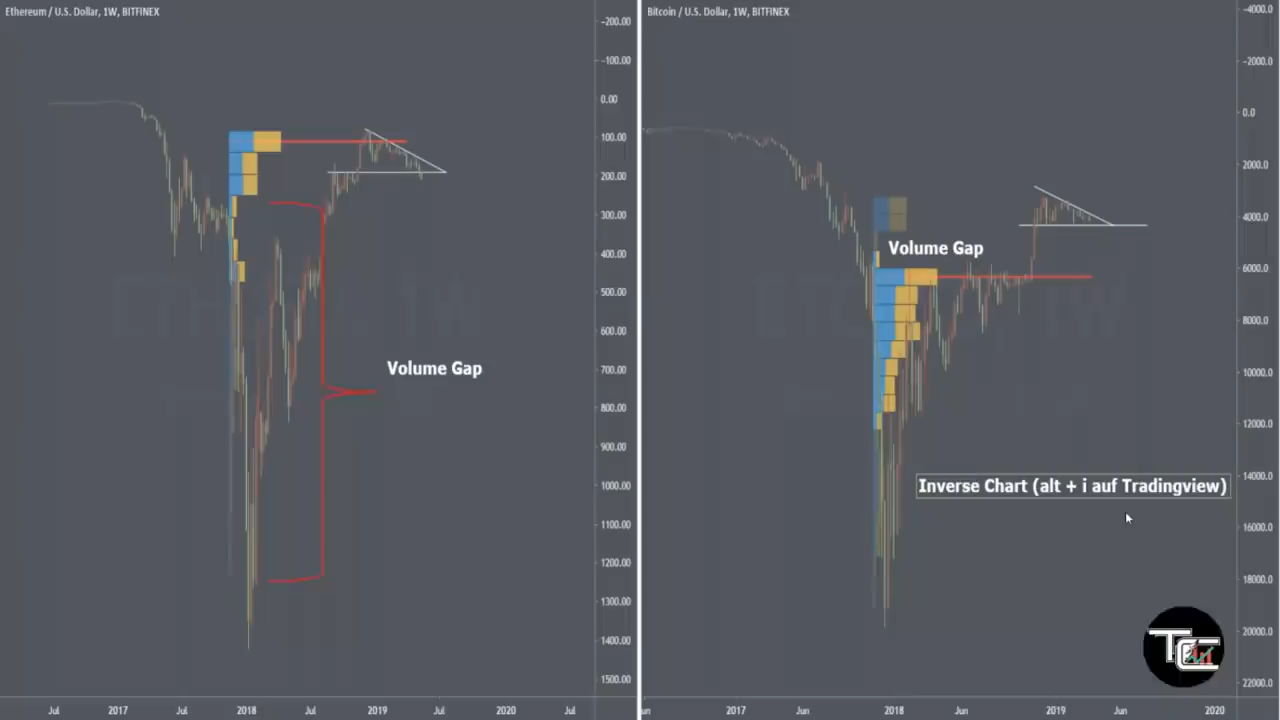 Ethereum / U.S. Dollar, 1W, BITFINEX
-200.00
-100.00
0.00
100.00
200.00
300.00
400.00
500.00
600.00
700.00
800.00
900.00
1000.00
1100.00
1200.00
1300.00
1400.00
1500.00
Volume Gap
Jul
2017
Jul
2018
Jul
2019
Jul
2020
Jul
Bitcoin / U.S. Dollar, 1W, BITFINEX
-4000.0
-2000.0
0.0
2000.0
4000.0
6000.0
8000.0
10000.0
12000.0
14000.0
16000.0
18000.0
20000.0
22000.0
Volume Gap
Inverse Chart (alt + i auf Tradingview)
TC
un
2017
Jun
2018
Jun
2019
Jun
2020